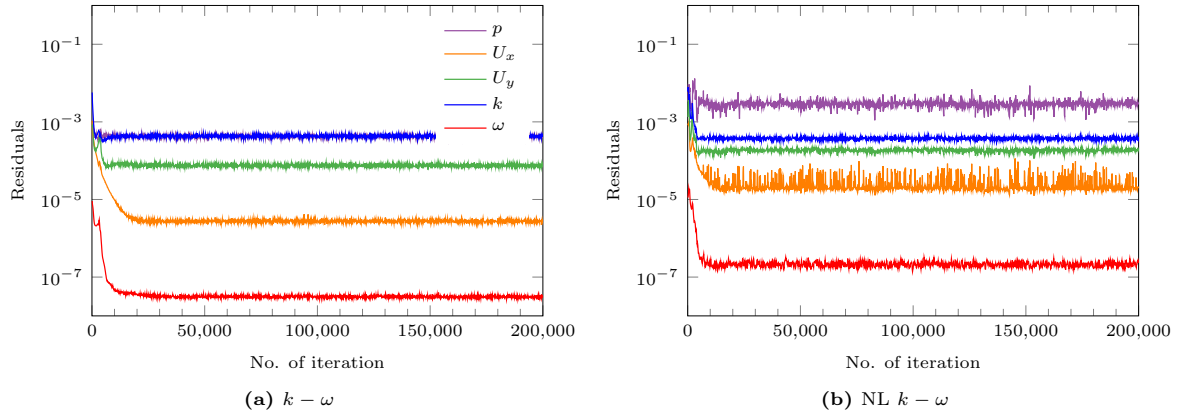 10⁻¹
10⁻³
10⁻⁵
10⁻⁷
Residuals
0 50,000 100,000 150,000 200,000
No. of iteration
p
Uₓ
U_y
k
ω
(a) k − ω
10⁻¹
10⁻³
10⁻⁵
10⁻⁷
Residuals
0 50,000 100,000 150,000 200,000
No. of iteration
(b) NL k − ω